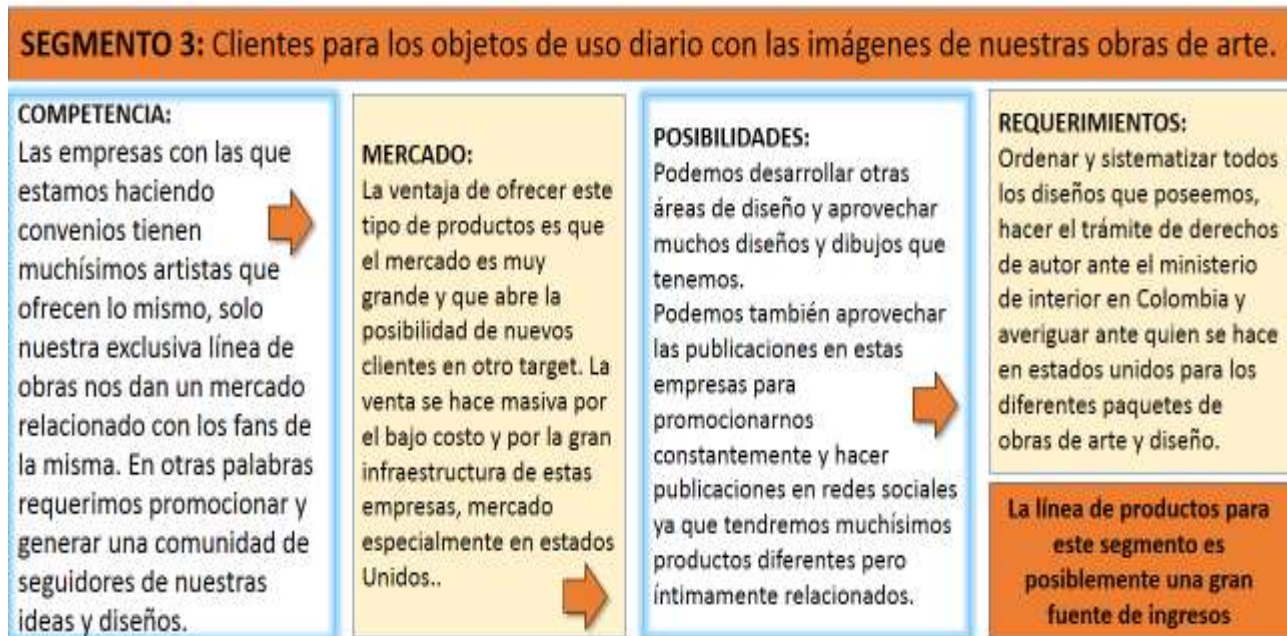 SEGMENTO 3: Clientes para los objetos de uso diario con las imágenes de nuestras obras de arte.
COMPETENCIA:
Las empresas con las que
estamos haciendo
convenios tienen
muchísimos artistas que
ofrecen lo mismo, solo
nuestra exclusiva línea de
obras nos dan un mercado
relacionado con los fans de
la misma. En otras palabras
requerimos promocionar y
generar una comunidad de
seguidores de nuestras
ideas y diseños.
MERCADO:
La ventaja de ofrecer este
tipo de productos es que
el mercado es muy
grande y que abre la
posibilidad de nuevos
clientes en otro target. La
venta se hace masiva por
el bajo costo y por la gran
infraestructura de estas
empresas, mercado
especialmente en estados
Unidos..
POSIBILIDADES:
Podemos desarrollar otras
áreas de diseño y aprovechar
muchos diseños y dibujos que
tenemos.
Podemos también aprovechar
las publicaciones en estas
empresas para
promocionarnos
constantemente y hacer
publicaciones en redes sociales
ya que tendremos muchísimos
productos diferentes pero
íntimamente relacionados.
REQUERIMIENTOS:
Ordenar y sistematizar todos
los diseños que poseemos,
hacer el trámite de derechos
de autor ante el ministerio
de interior en Colombia y
averiguar ante quien se hace
en estados unidos para los
diferentes paquetes de
obras de arte y diseño.
La línea de productos para
este segmento es
posiblemente una gran
fuente de ingresos